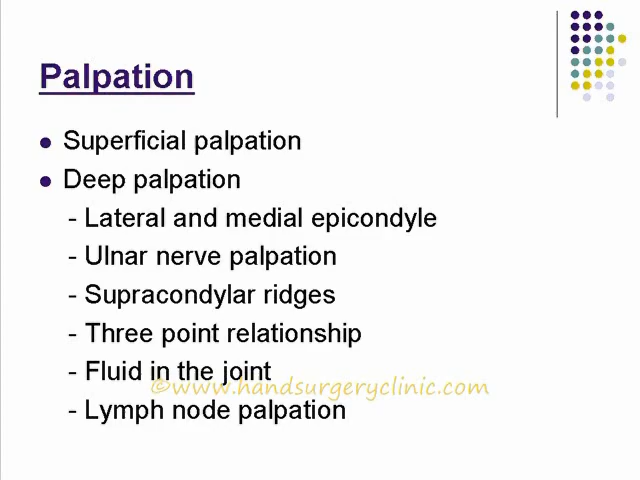 Palpation
Superficial palpation
Deep palpation
- Lateral and medial epicondyle
- Ulnar nerve palpation
- Supracondylar ridges
- Three point relationship
- Fluid in the joint
©www.handsurgeryclinic.com
- Lymph node palpation